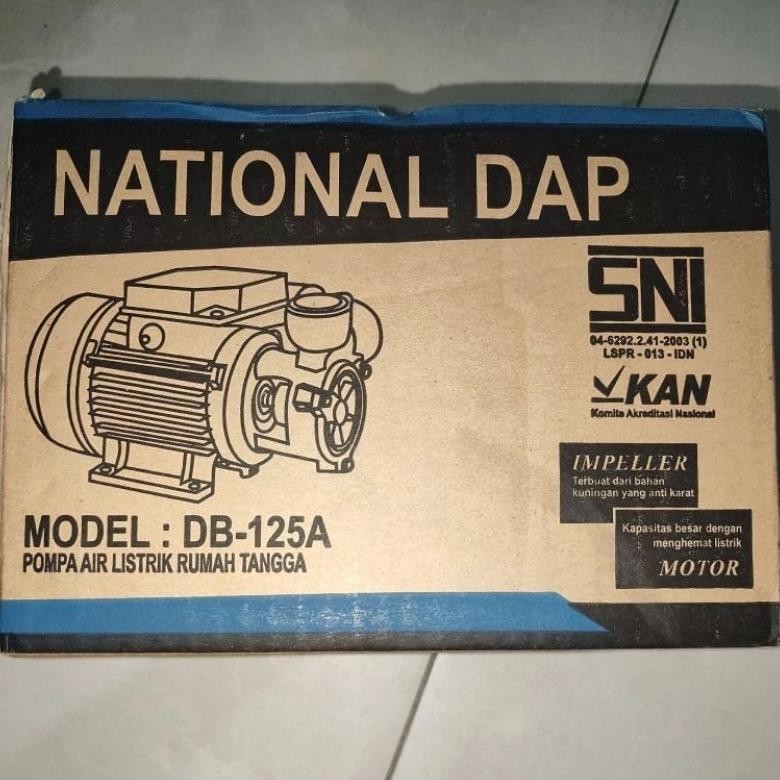 NATIONAL DAP
SNI
04-6292.2.41-2003 (1)
LSPR - 013 - IDN
KAN
Komite Akreditasi Nasional
IMPELLER
Terbuat dari bahan
kuningan yang anti karat
Kapasitas besar dengan
menghemat listrik
MOTOR
MODEL : DB-125A
POMPA AIR LISTRIK RUMAH TANGGA